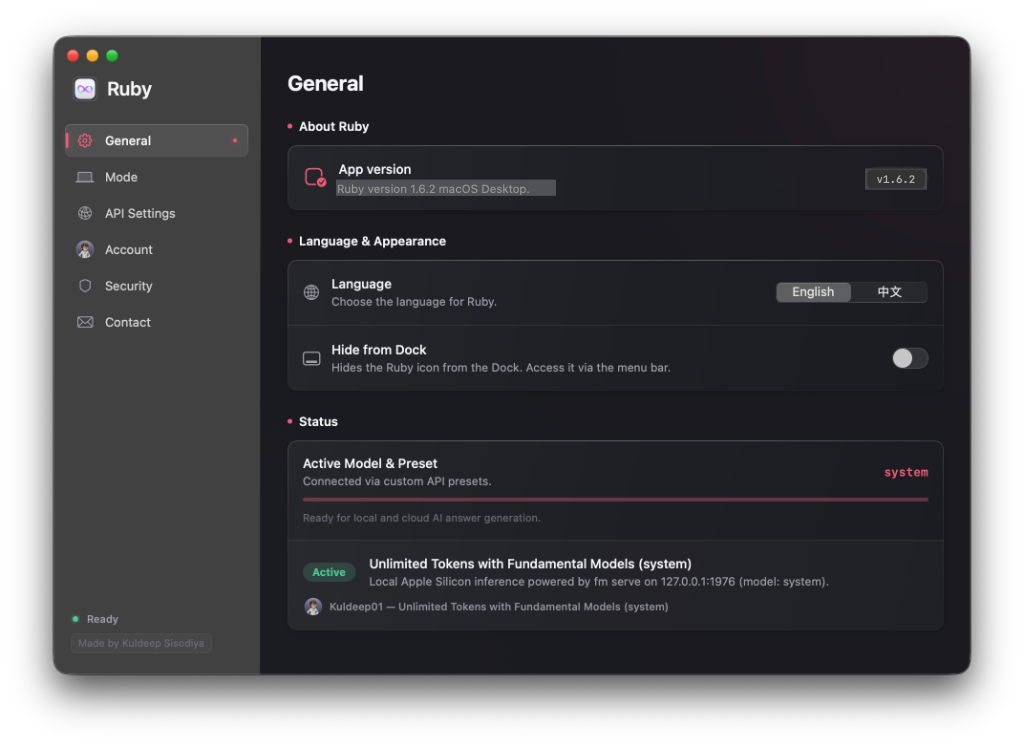 Ruby
General
Mode
API Settings
Account
Security
Contact
Ready
Made by Kuldeep Sisodiya
General
About Ruby
App version
Ruby version 1.6.2 macOS Desktop.
v1.6.2
Language & Appearance
Language
Choose the language for Ruby.
English
中文
Hide from Dock
Hides the Ruby icon from the Dock. Access it via the menu bar.
Status
Active Model & Preset
Connected via custom API presets.
system
Ready for local and cloud AI answer generation.
Active
Unlimited Tokens with Fundamental Models (system)
Local Apple Silicon inference powered by fm serve on 127.0.0.1:1976 (model: system).
Kuldeep01 — Unlimited Tokens with Fundamental Models (system)